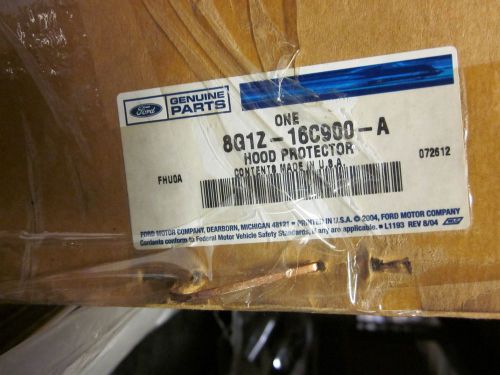 Ford
GENUINE
PARTS
ONE
8G1Z-16C900-A
HOOD PROTECTOR
CONTENTS MADE IN U.S.A.
FHU0A
072612
FORD MOTOR COMPANY, DEARBORN, MICHIGAN 48121 • PRINTED IN U.S.A. © 2004, FORD MOTOR COMPANY
Contents conform to Federal Motor Vehicle Safety Standards, if any are applicable. • L1193 REV 8/04